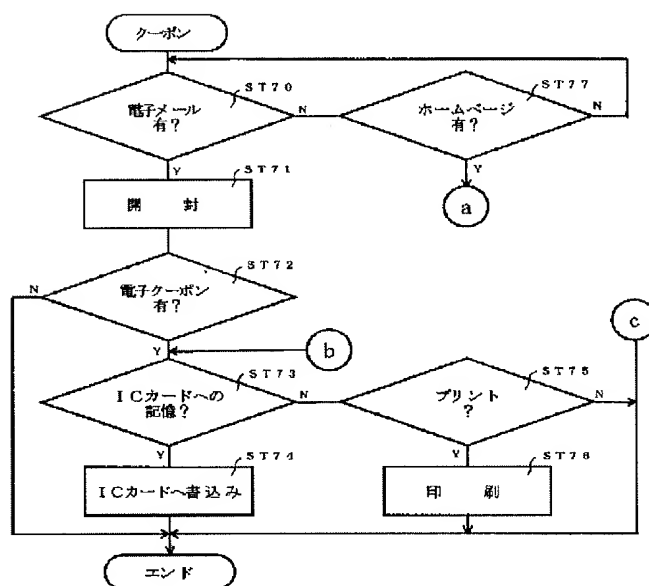 クーポン
ST70
電子メール
有?
N
ST77
ホームページ
有?
N
Y
ST71
Y
開 封
a
ST72
N
電子クーポン
有?
Y
b
c
ST73
ICカードへの
記憶?
N
ST75
プリント
?
N
Y
ST74
ICカードへ書込み
Y
ST76
印 刷
エンド